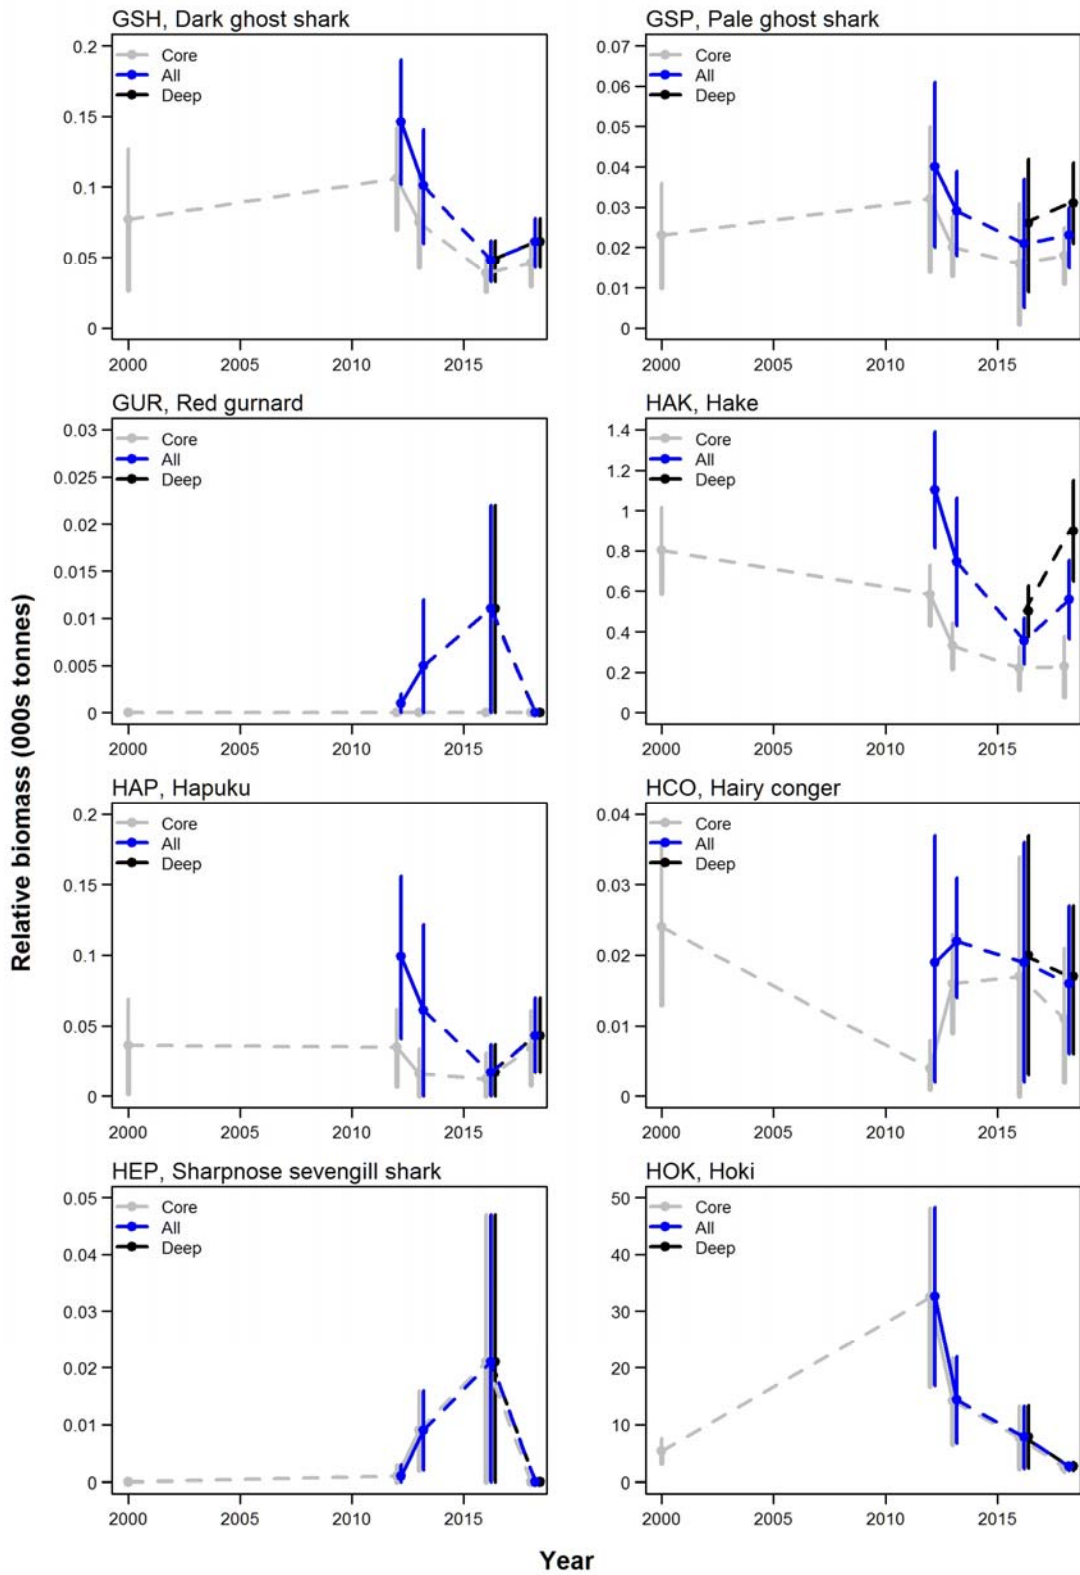 GSH, Dark ghost shark
0.2
0.15
0.1
0.05
0
Core
All
Deep
2000
2005
2010
2015
GSP, Pale ghost shark
0.07
0.06
0.05
0.04
0.03
0.02
0.01
0
Core
All
Deep
2000
2005
2010
2015
GUR, Red gurnard
0.03
0.025
0.02
0.015
0.01
0.005
0
Core
All
Deep
2000
2005
2010
2015
HAK, Hake
1.4
1.2
1
0.8
0.6
0.4
0.2
0
Core
All
Deep
2000
2005
2010
2015
HAP, Hapuku
0.2
0.15
0.1
0.05
0
Core
All
Deep
2000
2005
2010
2015
HCO, Hairy conger
0.04
0.03
0.02
0.01
0
Core
All
Deep
2000
2005
2010
2015
HEP, Sharpnose sevengill shark
0.05
0.04
0.03
0.02
0.01
0
Core
All
Deep
2000
2005
2010
2015
HOK, Hoki
50
40
30
20
10
0
Core
All
Deep
2000
2005
2010
2015
Relative biomass (000s tonnes)
Year